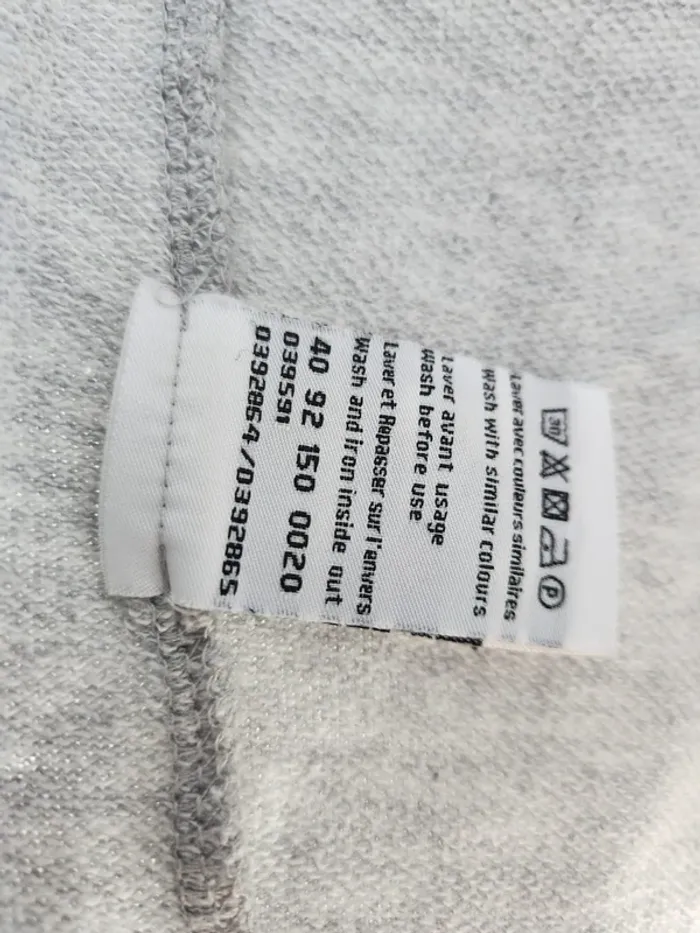 30 P
Laver avec couleurs similaires
Wash with similar colours
Laver avant usage
Wash before use
Laver et Repasser sur l'envers
Wash and iron inside out
40 92 150 0020
039591
0392864/0392865